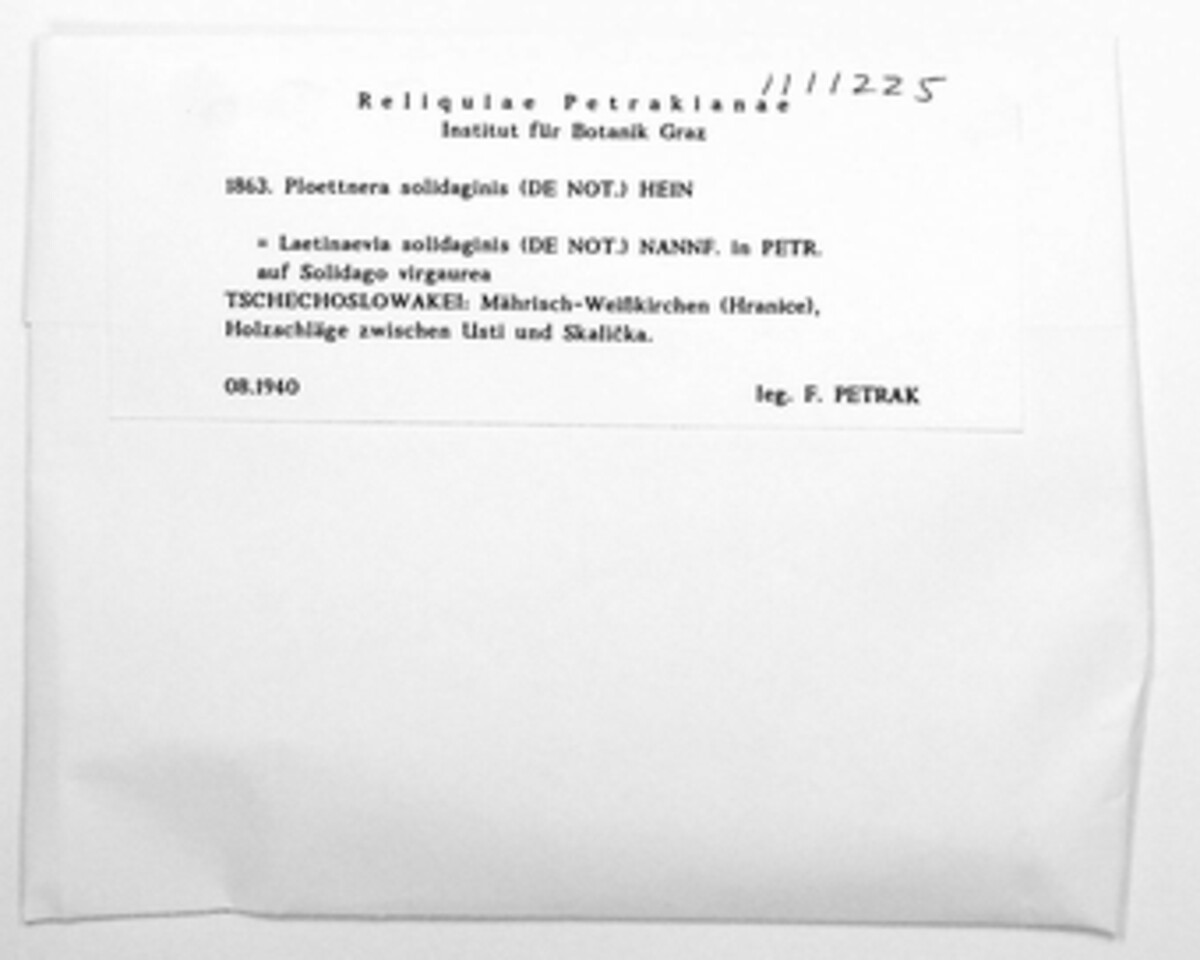 1111225
Reliquiae Petrakianae
Institut für Botanik Graz
1863. Ploettnera solidaginis (DE NOT.) HEIN
= Laetinaevia solidaginis (DE NOT.) NANNF. in PETR.
auf Solidago virgaurea
TSCHECHOSLOWAKEI: Mährisch-Weißkirchen (Hranice),
Holzschläge zwischen Usti und Skalička.
08.1940 leg. F. PETRAK